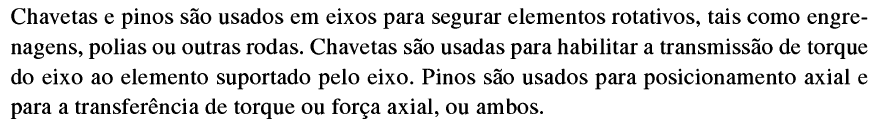 Chavetas e pinos são usados em eixos para segurar elementos rotativos, tais como engre-
nagens, polias ou outras rodas. Chavetas são usadas para habilitar a transmissão de torque
do eixo ao elemento suportado pelo eixo. Pinos são usados para posicionamento axial e
para a transferência de torque ou força axial, ou ambos.